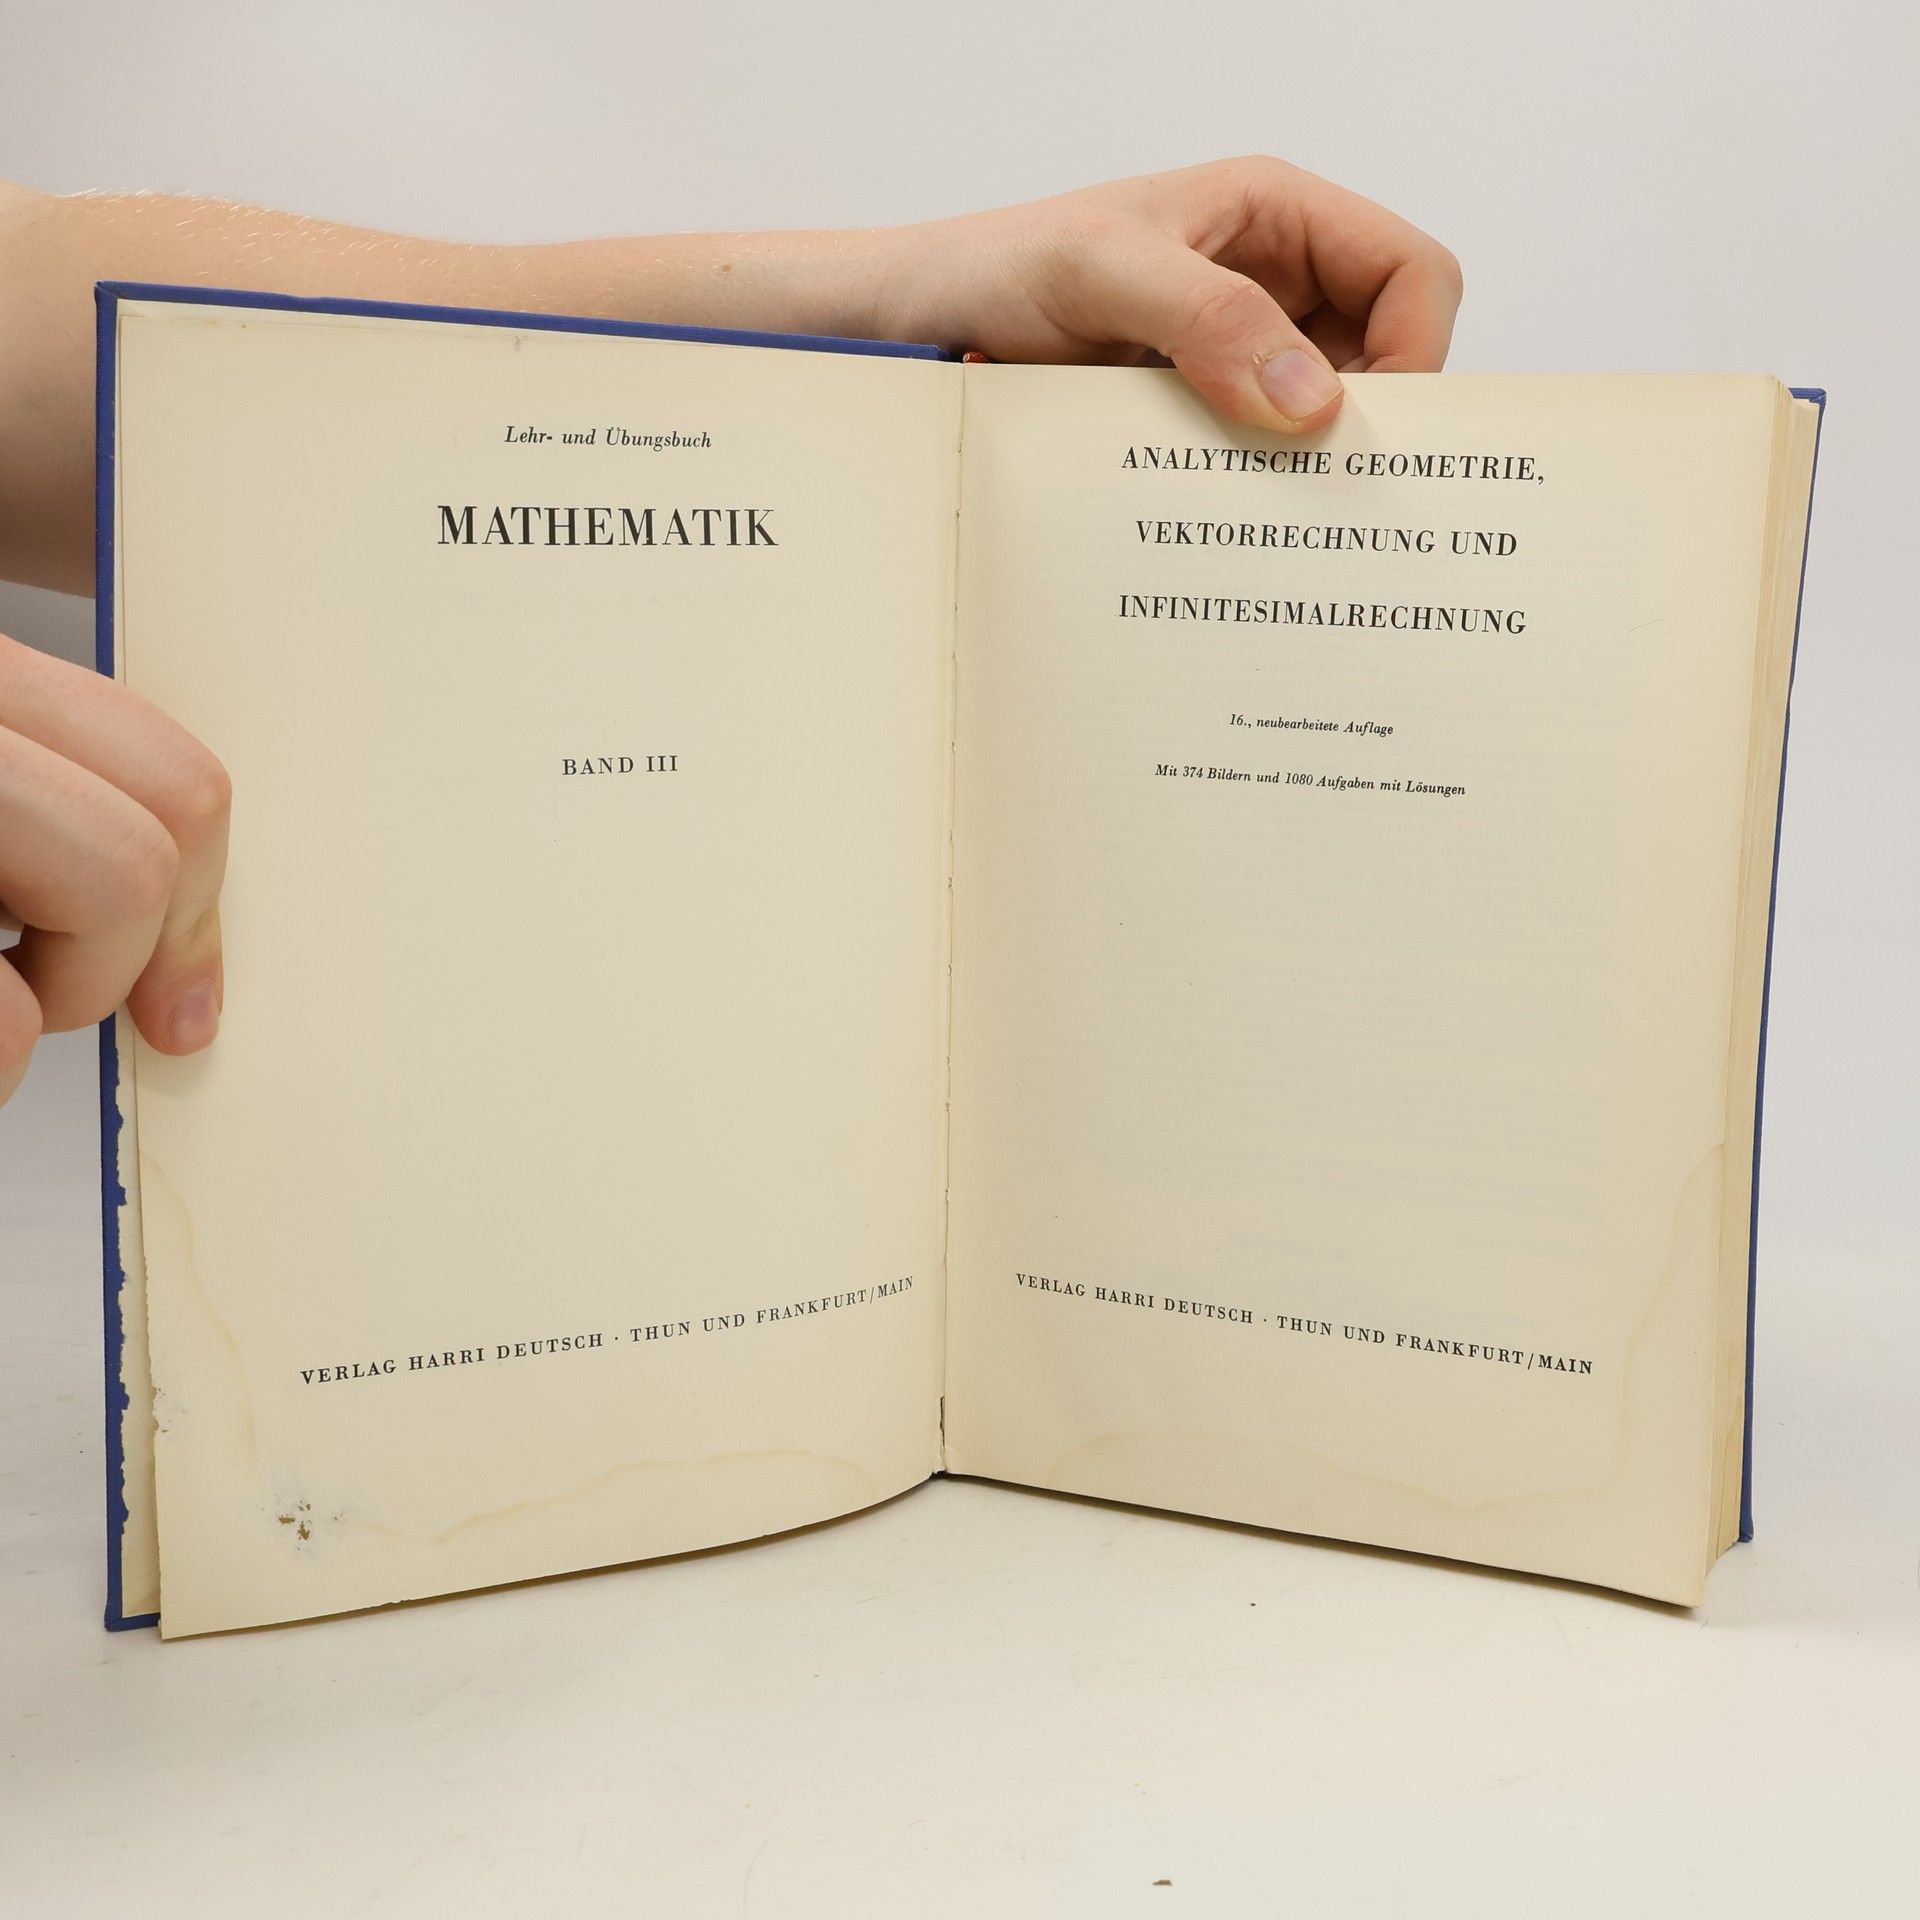 Lehr- und Übungsbuch
MATHEMATIK
BAND III
VERLAG HARRI DEUTSCH · THUN UND FRANKFURT/MAIN
ANALYTISCHE GEOMETRIE,
VEKTORRECHNUNG UND
INFINITESIMALRECHNUNG
16., neubearbeitete Auflage
Mit 374 Bildern und 1080 Aufgaben mit Lösungen
VERLAG HARRI DEUTSCH · THUN UND FRANKFURT/MAIN